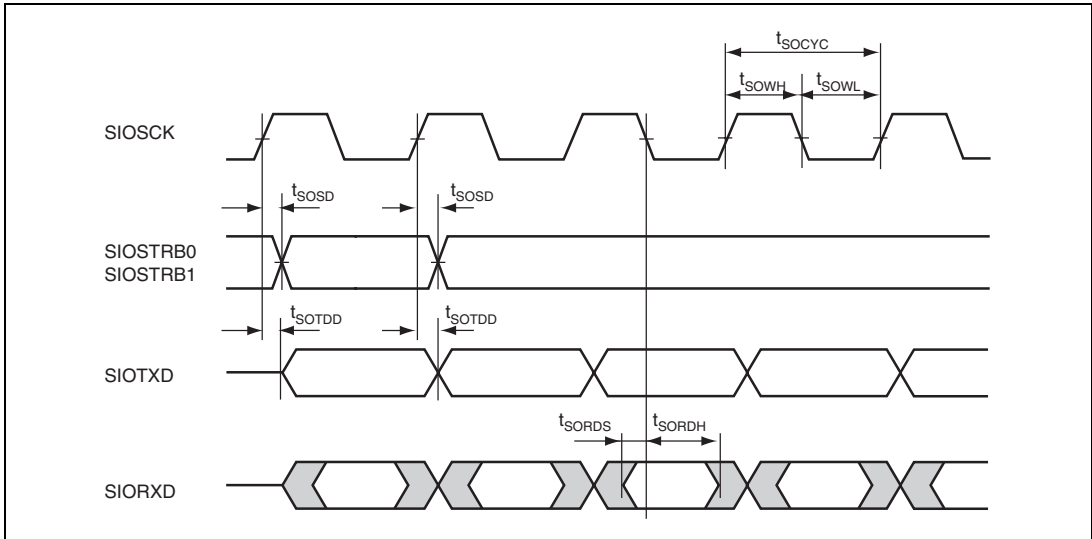 tSOCYC
tSOWH tSOWL
SIOSCK
tSOSD tSOSD
SIOSTRB0
SIOSTRB1
tSOTDD tSOTDD
SIOTXD
tSORDS tSORDH
SIORXD